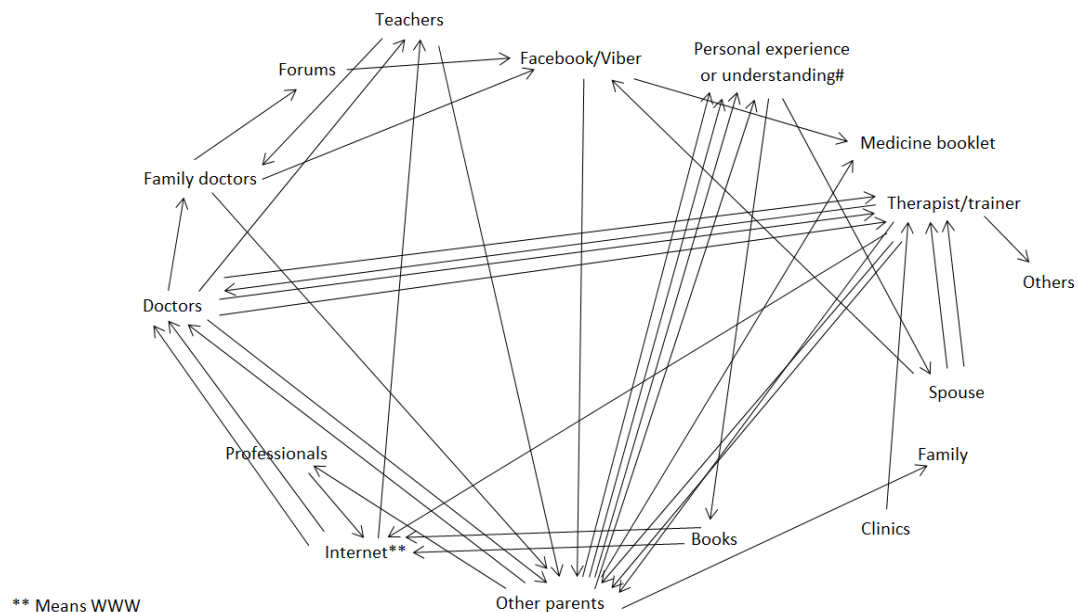 Teachers
Facebook/Viber
Personal experience
or understanding#
Forums
Medicine booklet
Family doctors
Therapist/trainer
Others
Doctors
Spouse
Professionals
Family
Clinics
Books
Internet**
Other parents
** Means WWW